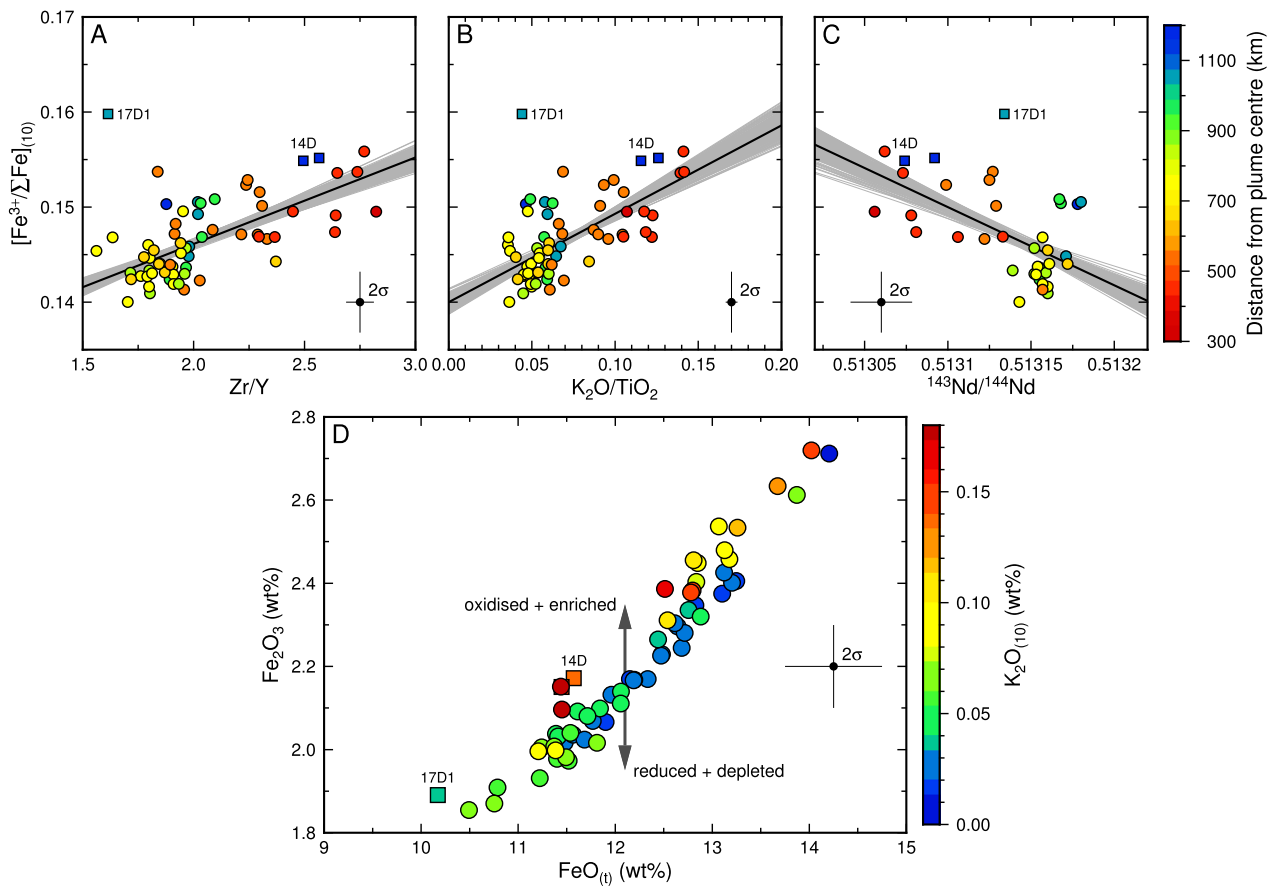 A
B
C
0.17
0.16
0.15
0.14
[Fe³⁺/ΣFe]₍₁₀₎
17D1
14D
2σ
17D1
14D
2σ
17D1
14D
2σ
1.5 2.0 2.5 3.0
0.00 0.05 0.10 0.15 0.20
0.51305 0.5131 0.51315 0.5132
Zr/Y
K₂O/TiO₂
¹⁴³Nd/¹⁴⁴Nd
1100
900
700
500
300
Distance from plume centre (km)
D
2.8
2.6
2.4
2.2
2.0
1.8
Fe₂O₃ (wt%)
oxidised + enriched
14D
2σ
reduced + depleted
17D1
9 10 11 12 13 14 15
FeO₍ₜ₎ (wt%)
0.15
0.10
0.05
0.00
K₂O₍₁₀₎ (wt%)